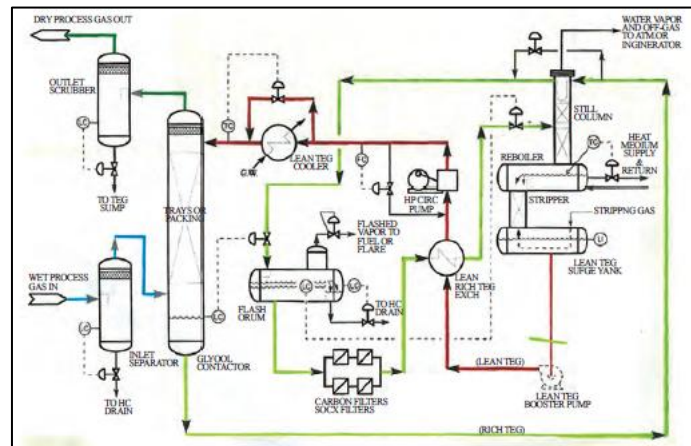 DRY PROCESS GAS OUT
OUTLET SCRUBBER
LC
TO TEG
SUMP
WET PROCESS
GAS IN
LC
INLET
SEPARATOR
TO HC
DRAIN
TRAYS OR
PACKING
LC
GLYOOL
CONTACTOR
TC
C.W.
LEAN TEG
COOLER
FC
HP CIRC
PUMP
FLASHED
VAPOR TO
FUEL OR
FLARE
LC
LC
FLASH
ORUM
TO HC
DRAIN
CARBON FILTERS
SOCX FILTERS
LEAN
RICH TEG
EXCH
(LEAN TEG)
LEAN TEG
BOOSTER PUMP
(RICH TEG)
WATER VAPOR
AND OFF-GAS
TO ATM OR
INGINERATOR
STILL
COLUMN
TC
HEAT
MEDIUM
SUPPLY
&
RETURN
REBOILER
STRIPPER
STRIPPNG GAS
LI
LEAN TEG
SURGE YANK